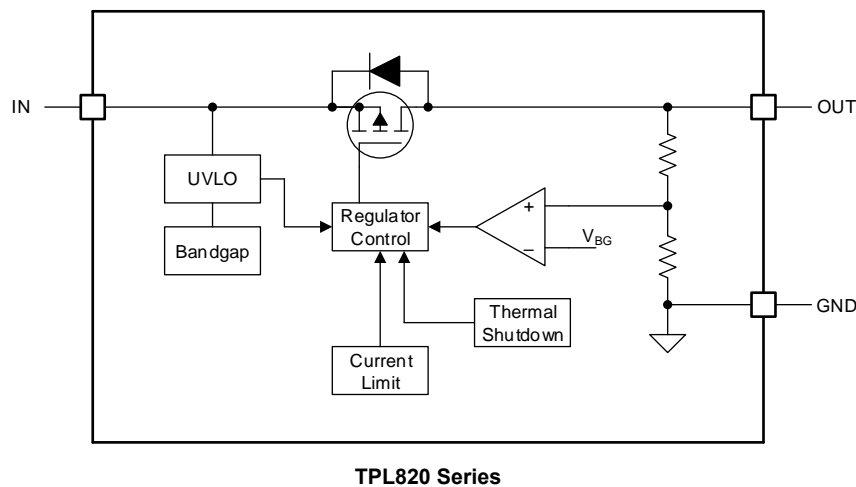 IN
OUT
UVLO
Bandgap
Regulator
Control
+
−
V_BG
GND
Thermal
Shutdown
Current
Limit
TPL820 Series